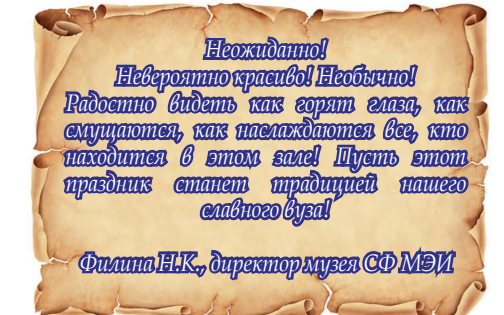 Неожиданно!
Невероятно красиво! Необычно!
Радостно видеть как горят глаза, как
смущаются, как наслаждаются все, кто
находится в этом зале! Пусть этот
праздник станет традицией нашего
славного вуза!
Филина Н.К., директор музея СФ МЭИ